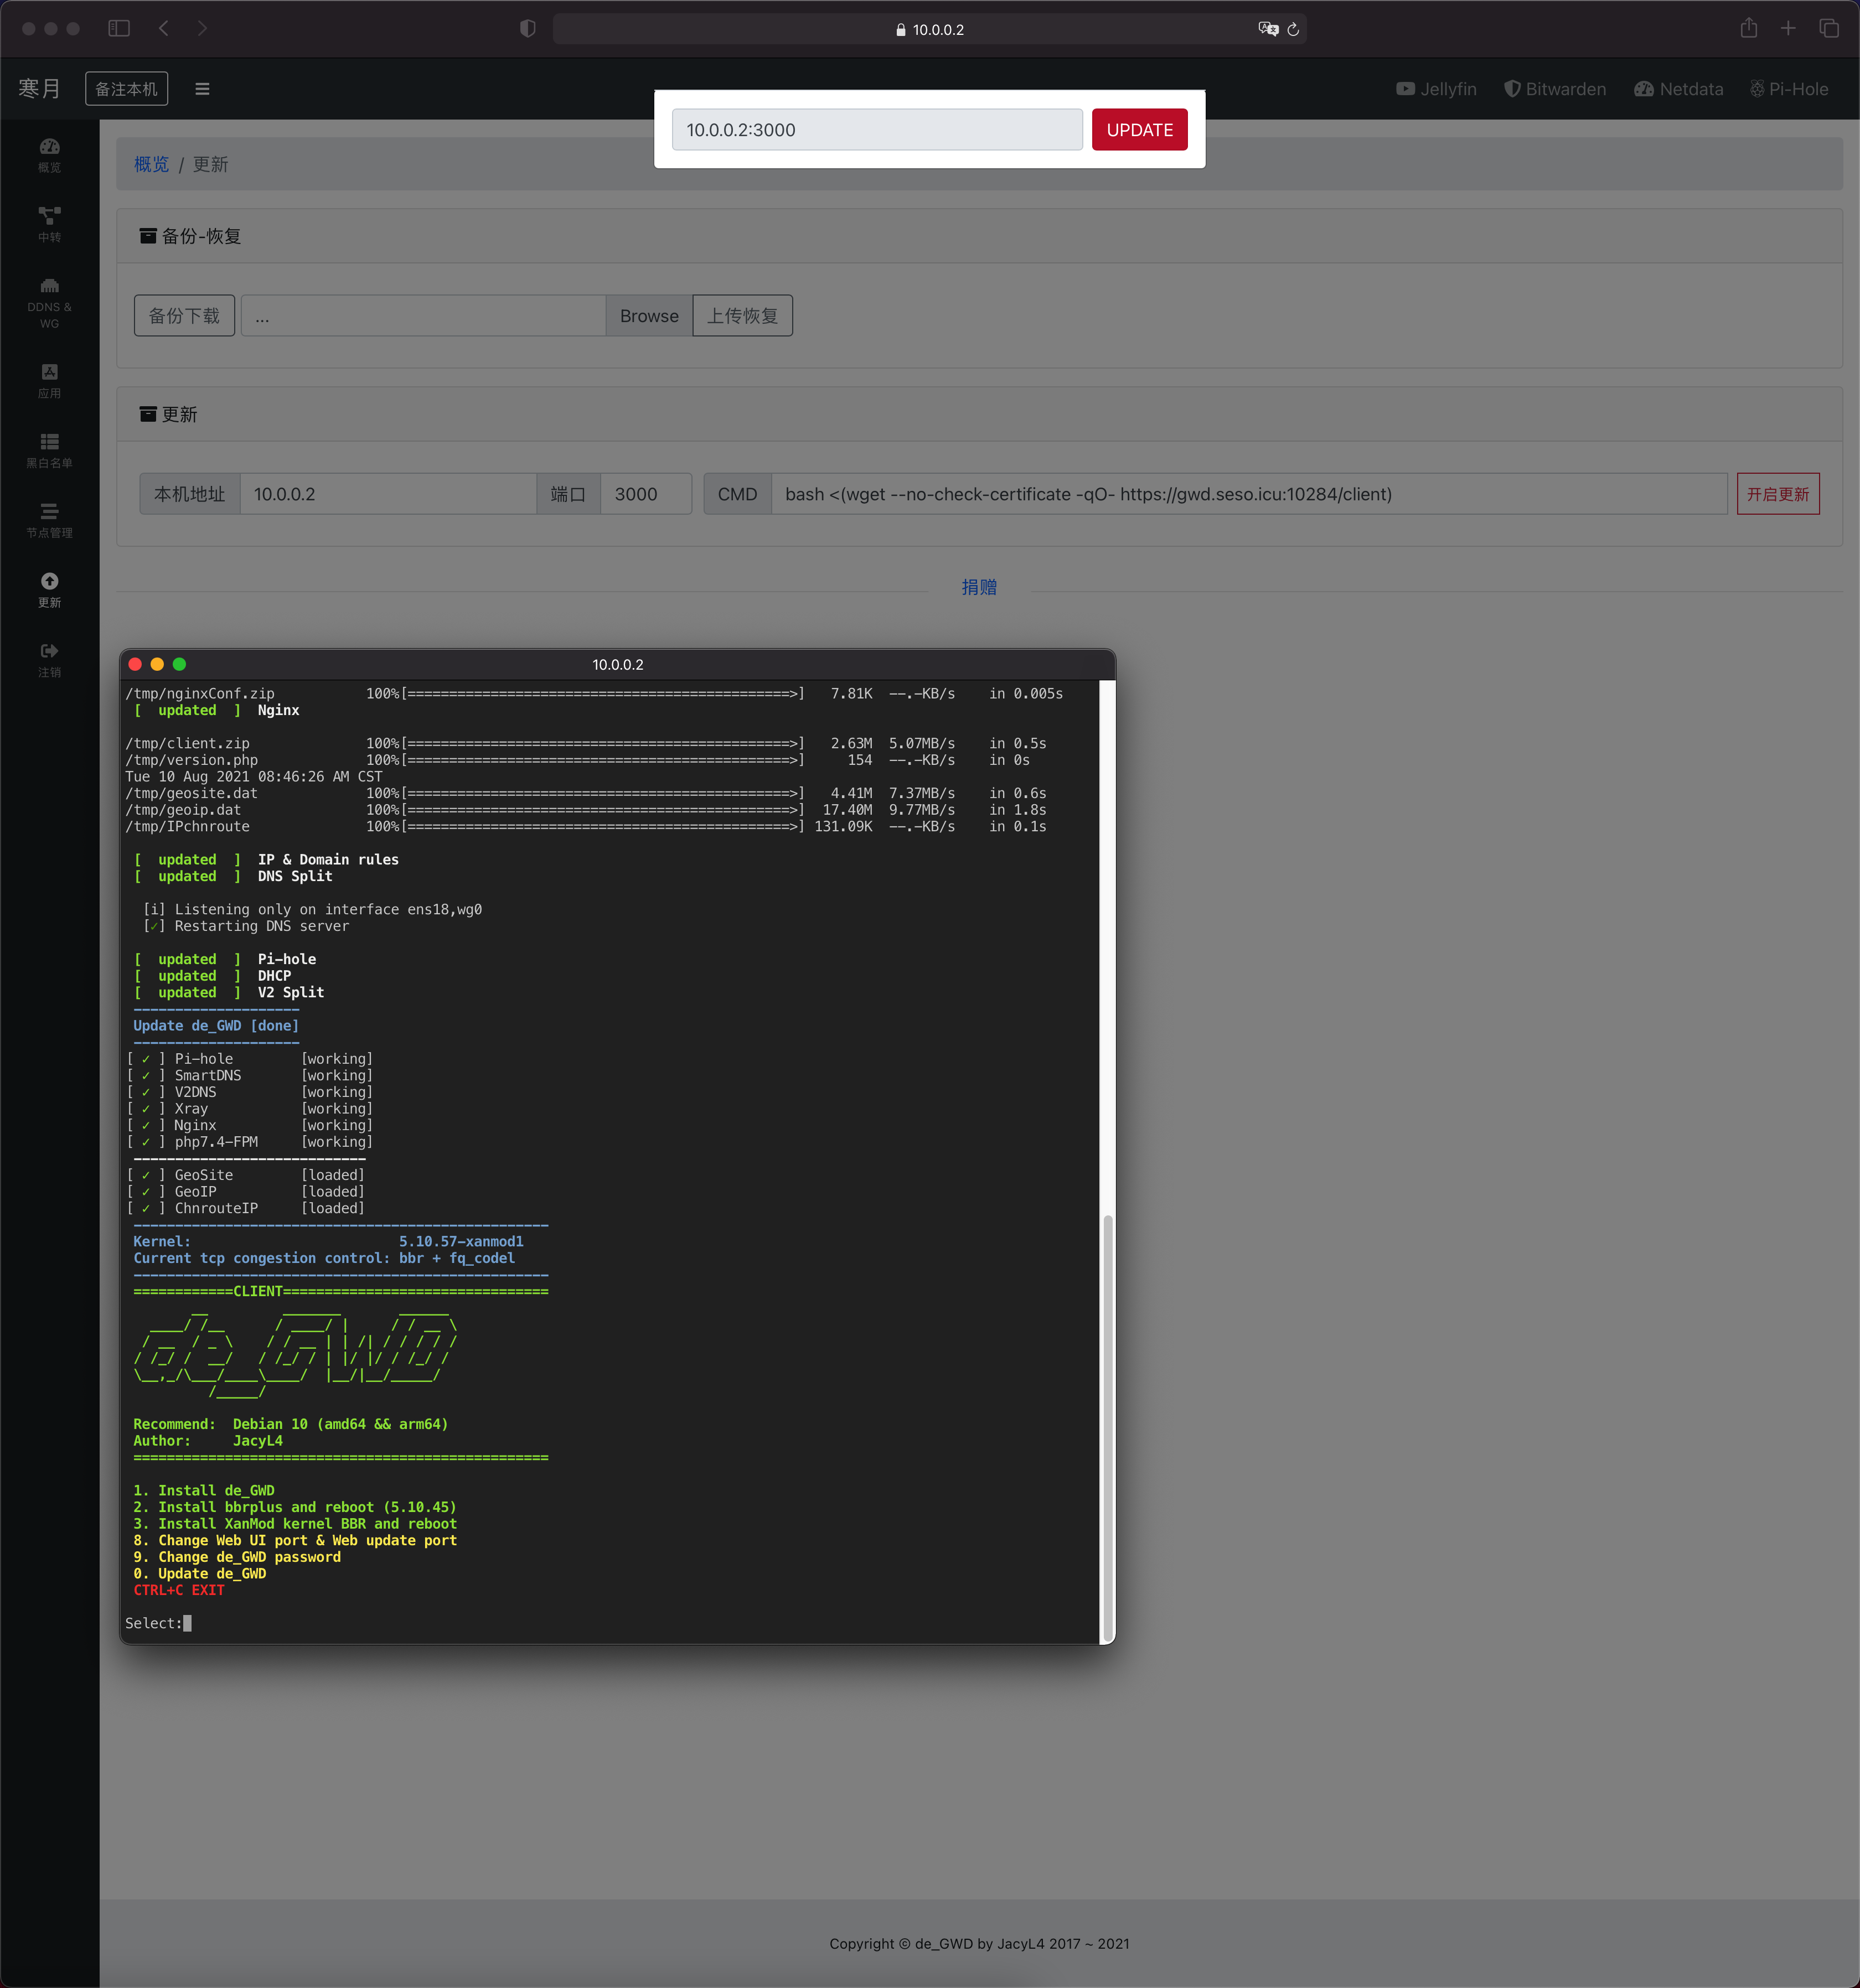 10.0.0.2
寒月 备注本机 Jellyfin Bitwarden Netdata Pi-Hole
10.0.0.2:3000 UPDATE
概览
中转
DDNS &
WG
应用
黑白名单
节点管理
更新
注销
概览 / 更新
备份-恢复
备份下载 ... Browse 上传恢复
更新
本机地址 10.0.0.2 端口 3000 CMD bash <(wget --no-check-certificate -qO- https://gwd.seso.icu:10284/client) 开启更新
捐赠
10.0.0.2
/tmp/nginxConf.zip 100%[==============================================>] 7.81K --.-KB/s in 0.005s
[ updated ] Nginx
/tmp/client.zip 100%[==============================================>] 2.63M 5.07MB/s in 0.5s
/tmp/version.php 100%[==============================================>] 154 --.-KB/s in 0s
Tue 10 Aug 2021 08:46:26 AM CST
/tmp/geosite.dat 100%[==============================================>] 4.41M 7.37MB/s in 0.6s
/tmp/geoip.dat 100%[==============================================>] 17.40M 9.77MB/s in 1.8s
/tmp/IPchnroute 100%[==============================================>] 131.09K --.-KB/s in 0.1s
[ updated ] IP & Domain rules
[ updated ] DNS Split
[i] Listening only on interface ens18,wg0
[✓] Restarting DNS server
[ updated ] Pi-hole
[ updated ] DHCP
[ updated ] V2 Split
--------------------
Update de_GWD [done]
--------------------
[ ✓ ] Pi-hole [working]
[ ✓ ] SmartDNS [working]
[ ✓ ] V2DNS [working]
[ ✓ ] Xray [working]
[ ✓ ] Nginx [working]
[ ✓ ] php7.4-FPM [working]
----------------------------
[ ✓ ] GeoSite [loaded]
[ ✓ ] GeoIP [loaded]
[ ✓ ] ChnrouteIP [loaded]
--------------------------------------------------
Kernel: 5.10.57-xanmod1
Current tcp congestion control: bbr + fq_codel
--------------------------------------------------
============CLIENT================================
de_GWD
Recommend: Debian 10 (amd64 && arm64)
Author: JacyL4
==================================================
1. Install de_GWD
2. Install bbrplus and reboot (5.10.45)
3. Install XanMod kernel BBR and reboot
8. Change Web UI port & Web update port
9. Change de_GWD password
0. Update de_GWD
CTRL+C EXIT
Select:
Copyright © de_GWD by JacyL4 2017 ~ 2021